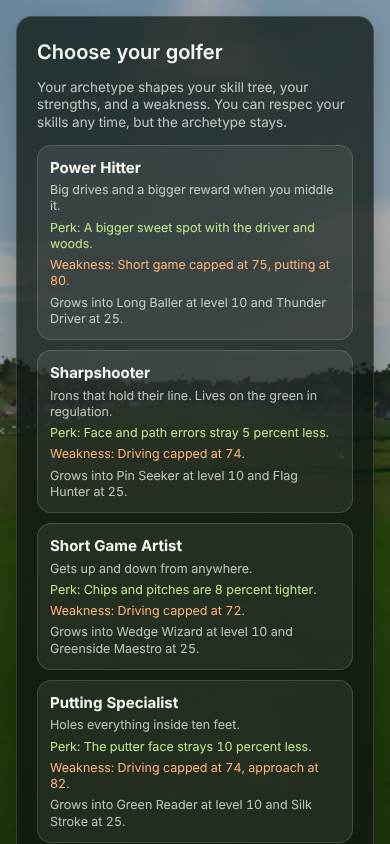 Choose your golfer
Your archetype shapes your skill tree, your
strengths, and a weakness. You can respec your
skills any time, but the archetype stays.
Power Hitter
Big drives and a bigger reward when you middle
it.
Perk: A bigger sweet spot with the driver and
woods.
Weakness: Short game capped at 75, putting at
80.
Grows into Long Baller at level 10 and Thunder
Driver at 25.
Sharpshooter
Irons that hold their line. Lives on the green in
regulation.
Perk: Face and path errors stray 5 percent less.
Weakness: Driving capped at 74.
Grows into Pin Seeker at level 10 and Flag
Hunter at 25.
Short Game Artist
Gets up and down from anywhere.
Perk: Chips and pitches are 8 percent tighter.
Weakness: Driving capped at 72.
Grows into Wedge Wizard at level 10 and
Greenside Maestro at 25.
Putting Specialist
Holes everything inside ten feet.
Perk: The putter face strays 10 percent less.
Weakness: Driving capped at 74, approach at
82.
Grows into Green Reader at level 10 and Silk
Stroke at 25.